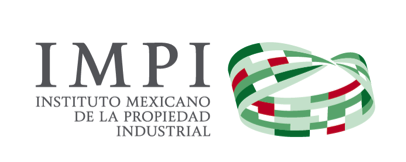 IMPI
INSTITUTO MEXICANO
DE LA PROPIEDAD
INDUSTRIAL